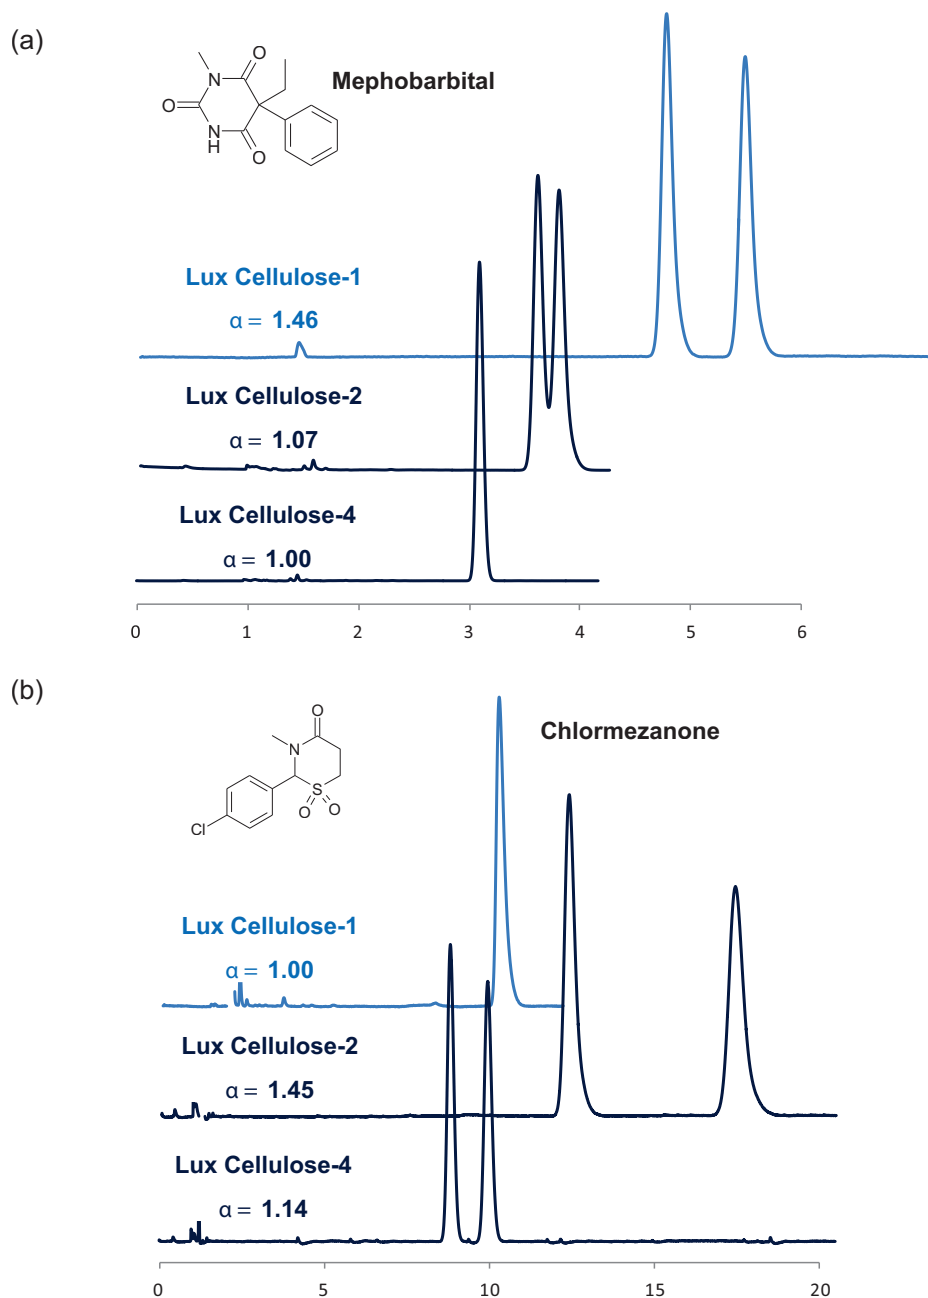 (a)
Mephobarbital
N
O
O
O
N
H
Lux Cellulose-1
α = 1.46
Lux Cellulose-2
α = 1.07
Lux Cellulose-4
α = 1.00
0 1 2 3 4 5 6
(b)
Chlormezanone
O
N
S
O O
Cl
Lux Cellulose-1
α = 1.00
Lux Cellulose-2
α = 1.45
Lux Cellulose-4
α = 1.14
0 5 10 15 20